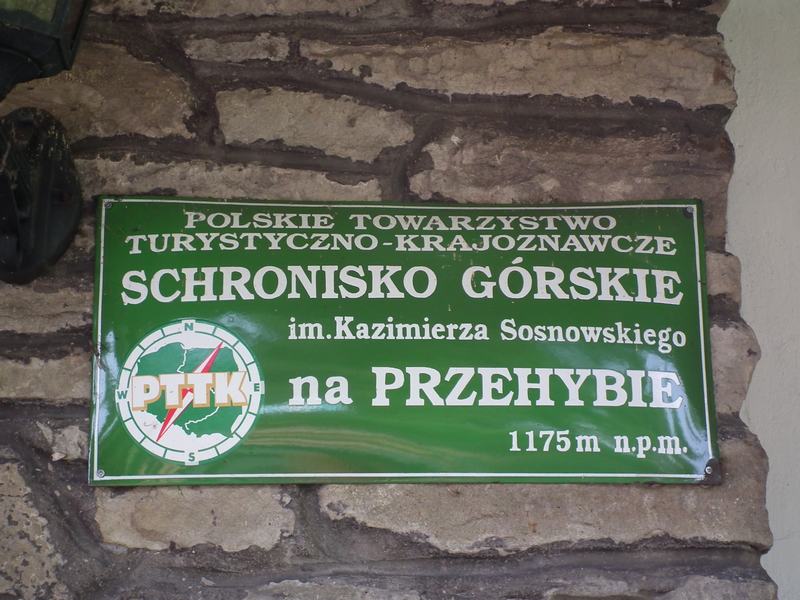 POLSKIE TOWARZYSTWO
TURYSTYCZNO-KRAJOZNAWCZE
SCHRONISKO GÓRSKIE
im.Kazimierza Sosnowskiego
na PRZEHYBIE
1175 m n.p.m.
N
W PTTK E
S